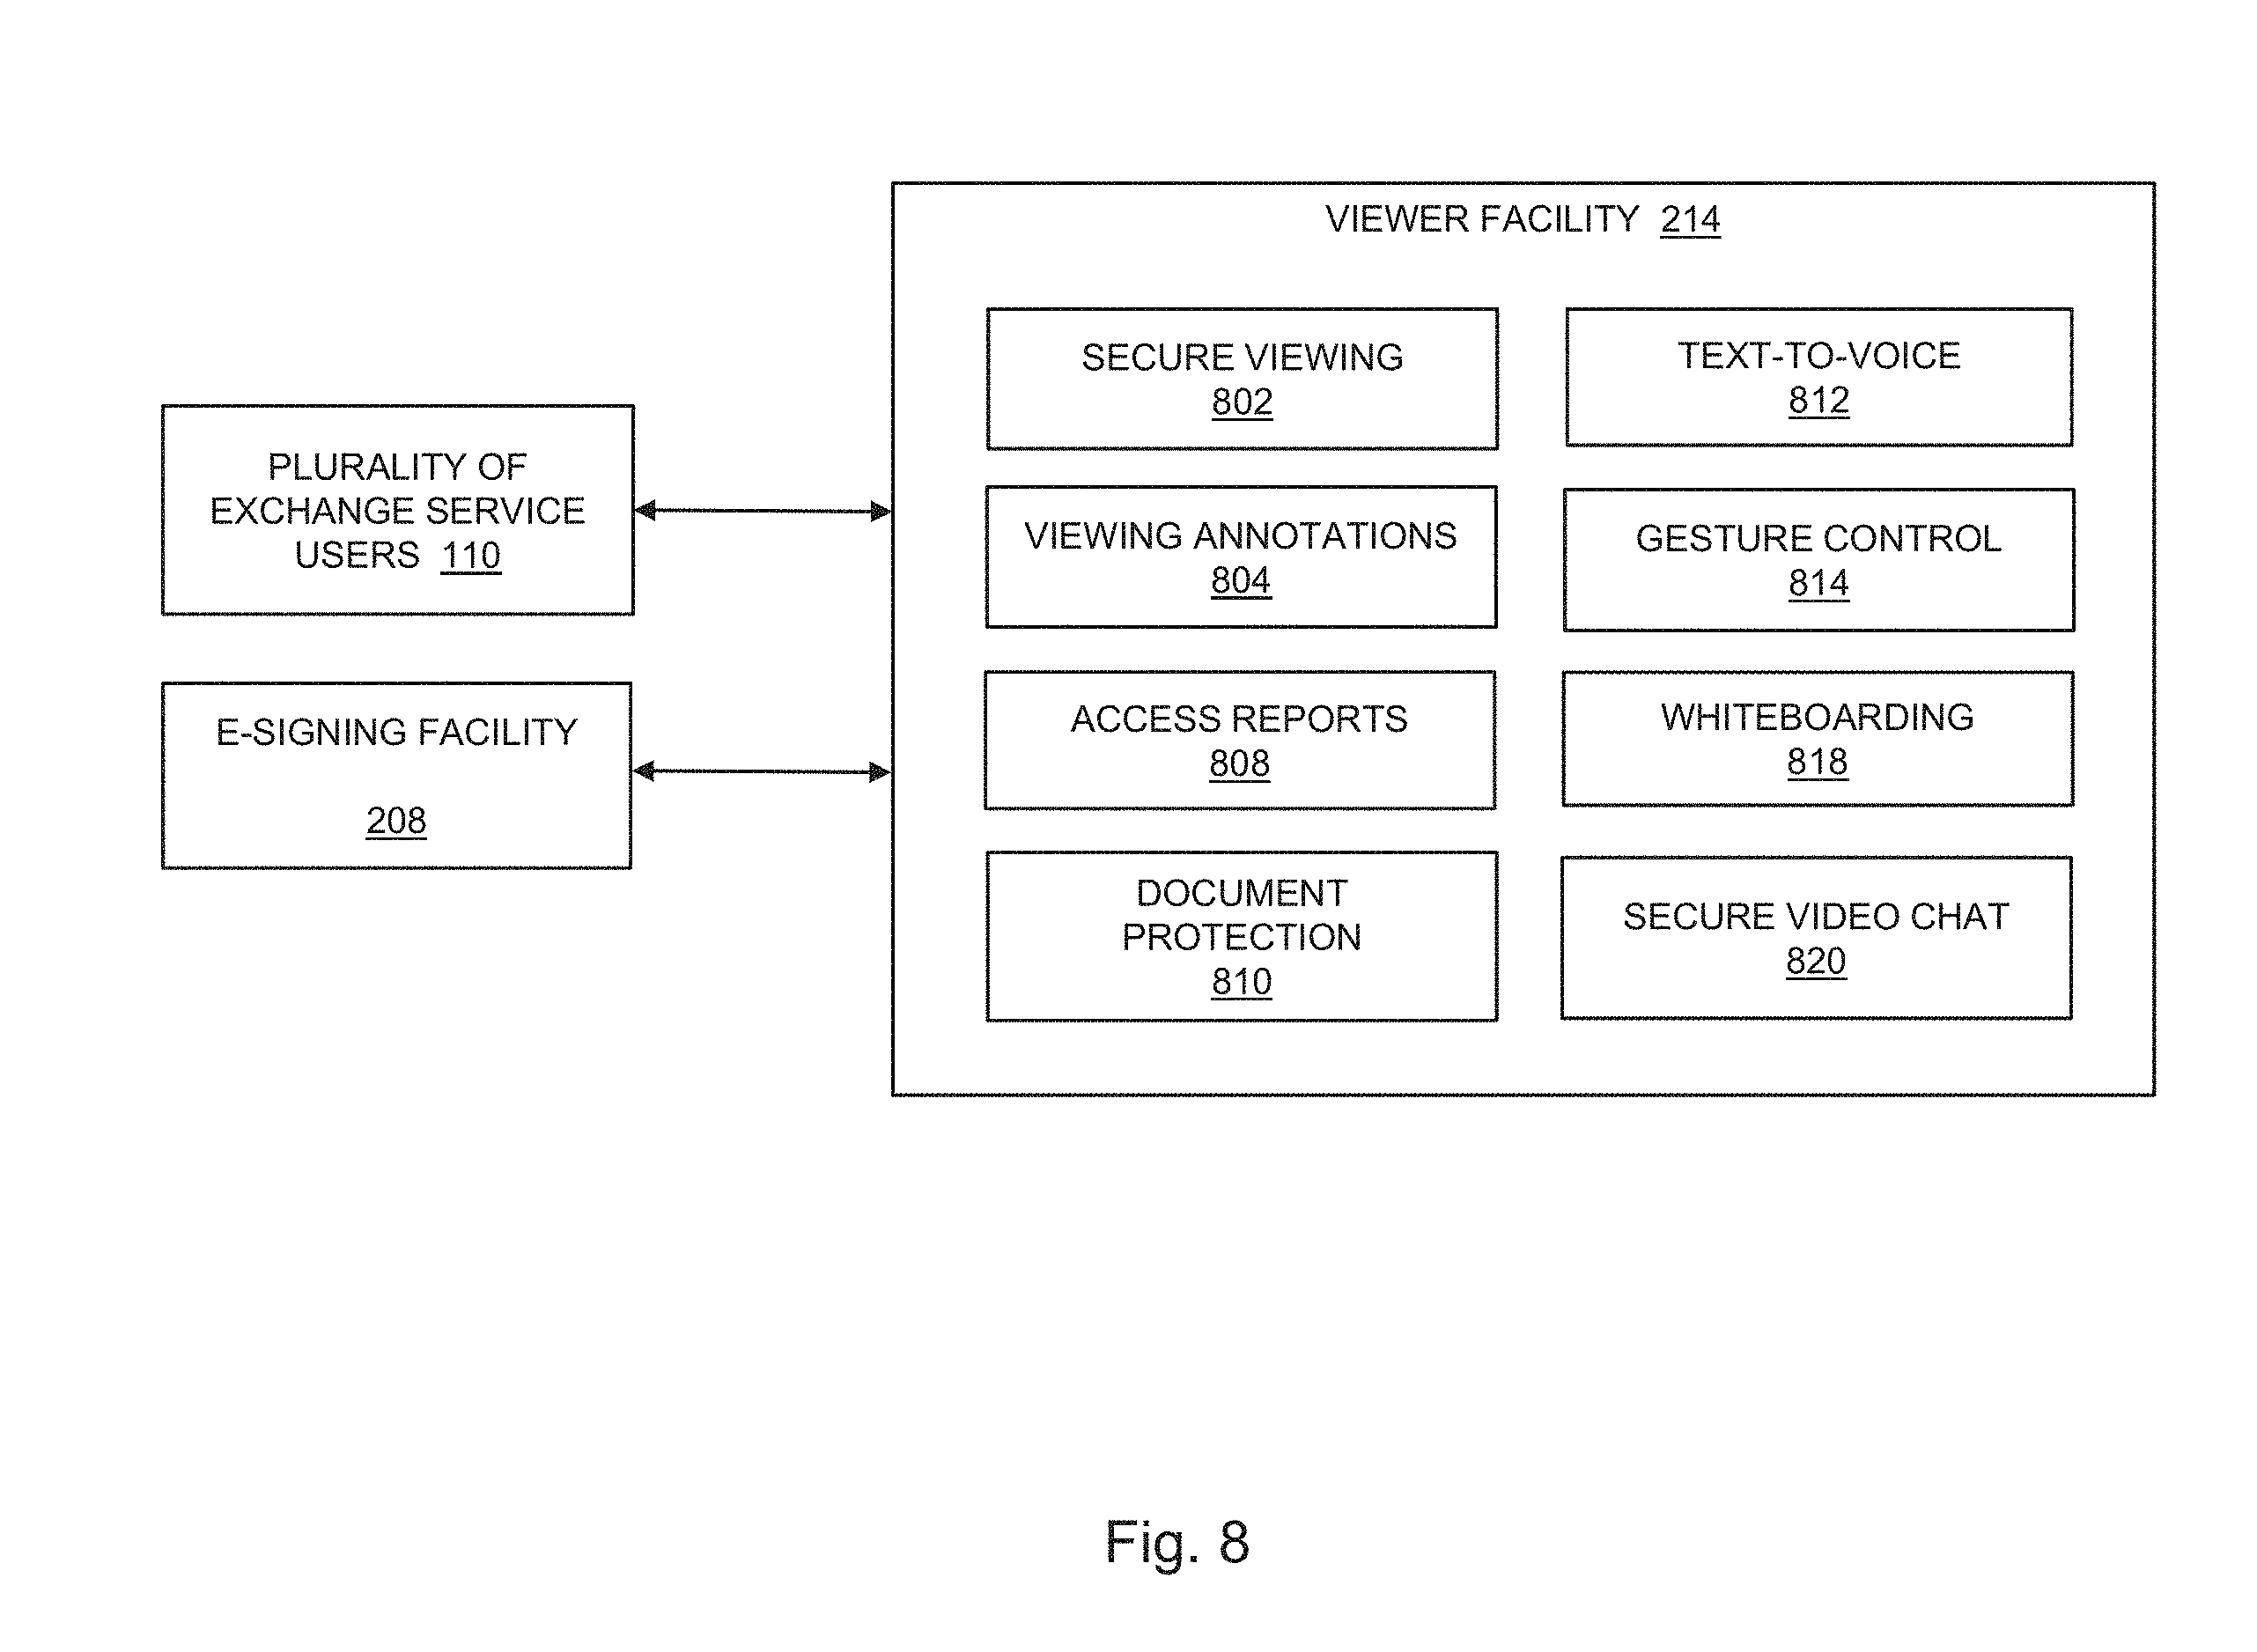 VIEWER FACILITY 214
SECURE VIEWING
802
TEXT-TO-VOICE
812
PLURALITY OF
EXCHANGE SERVICE
USERS 110
VIEWING ANNOTATIONS
804
GESTURE CONTROL
814
E-SIGNING FACILITY
208
ACCESS REPORTS
808
WHITEBOARDING
818
DOCUMENT
PROTECTION
810
SECURE VIDEO CHAT
820
Fig. 8